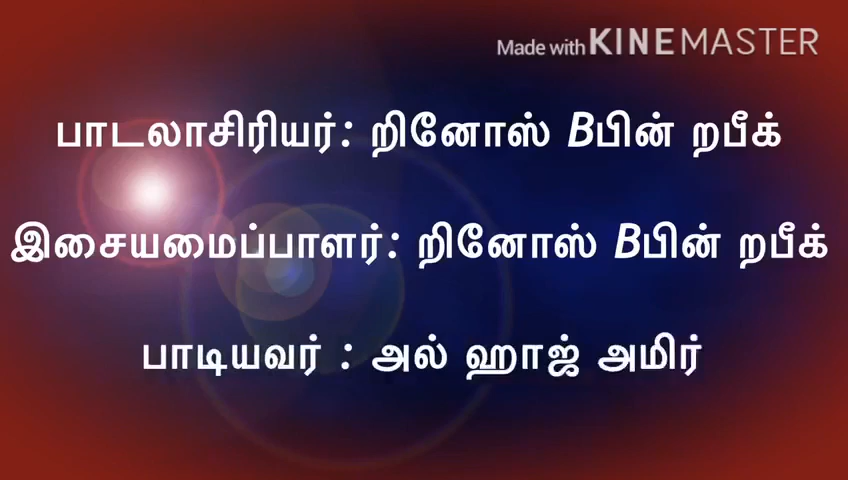 Made with KINEMASTER
பாடலாசிரியர்: றினோஸ் Bபின் றபீக்
இசையமைப்பாளர்: றினோஸ் Bபின் றபீக்
பாடியவர் : அல் ஹாஜ் அமிர்